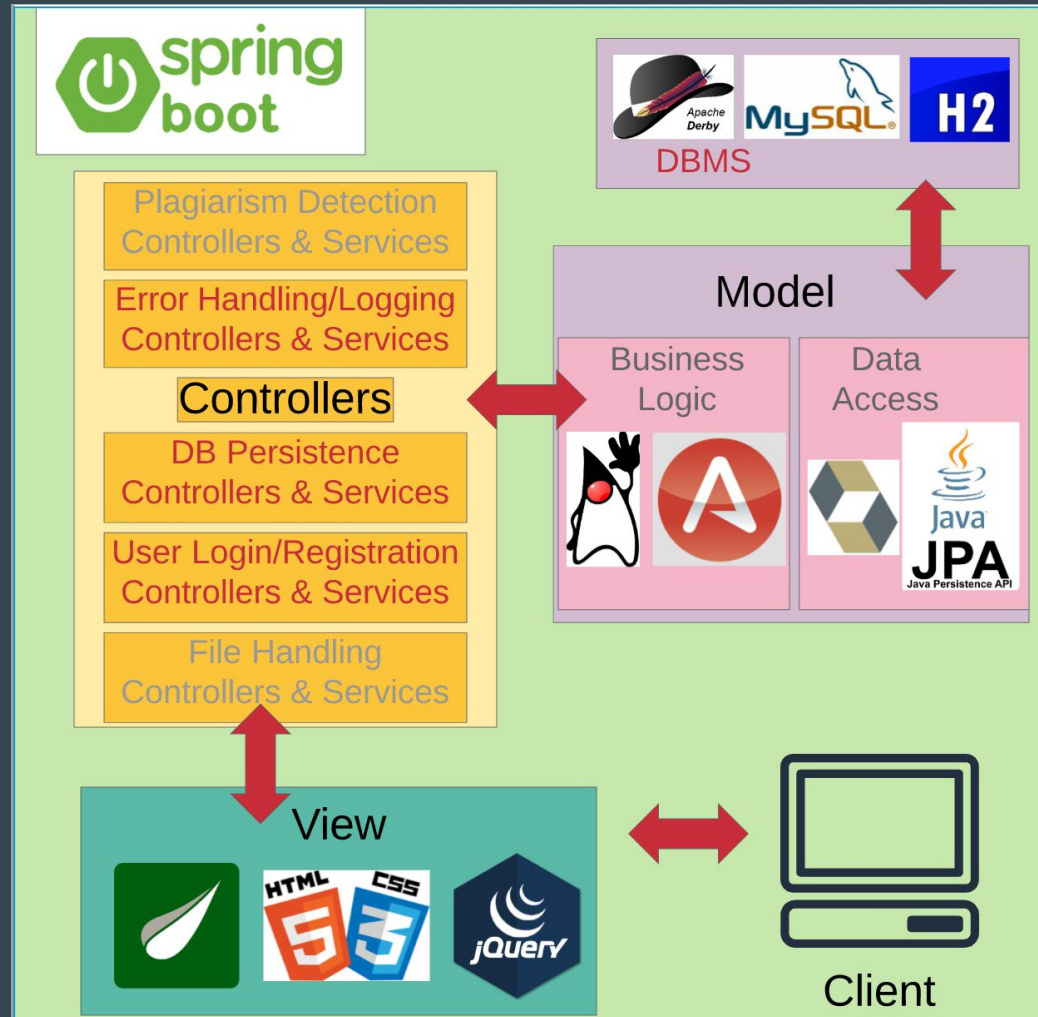 spring
boot
Apache
Derby
MySQL®
H2
DBMS
Plagiarism Detection
Controllers & Services
Error Handling/Logging
Controllers & Services
Controllers
DB Persistence
Controllers & Services
User Login/Registration
Controllers & Services
File Handling
Controllers & Services
Model
Business
Logic
Data
Access
Java
JPA
Java Persistence API
View
HTML
5
CSS
3
jQuery
Client